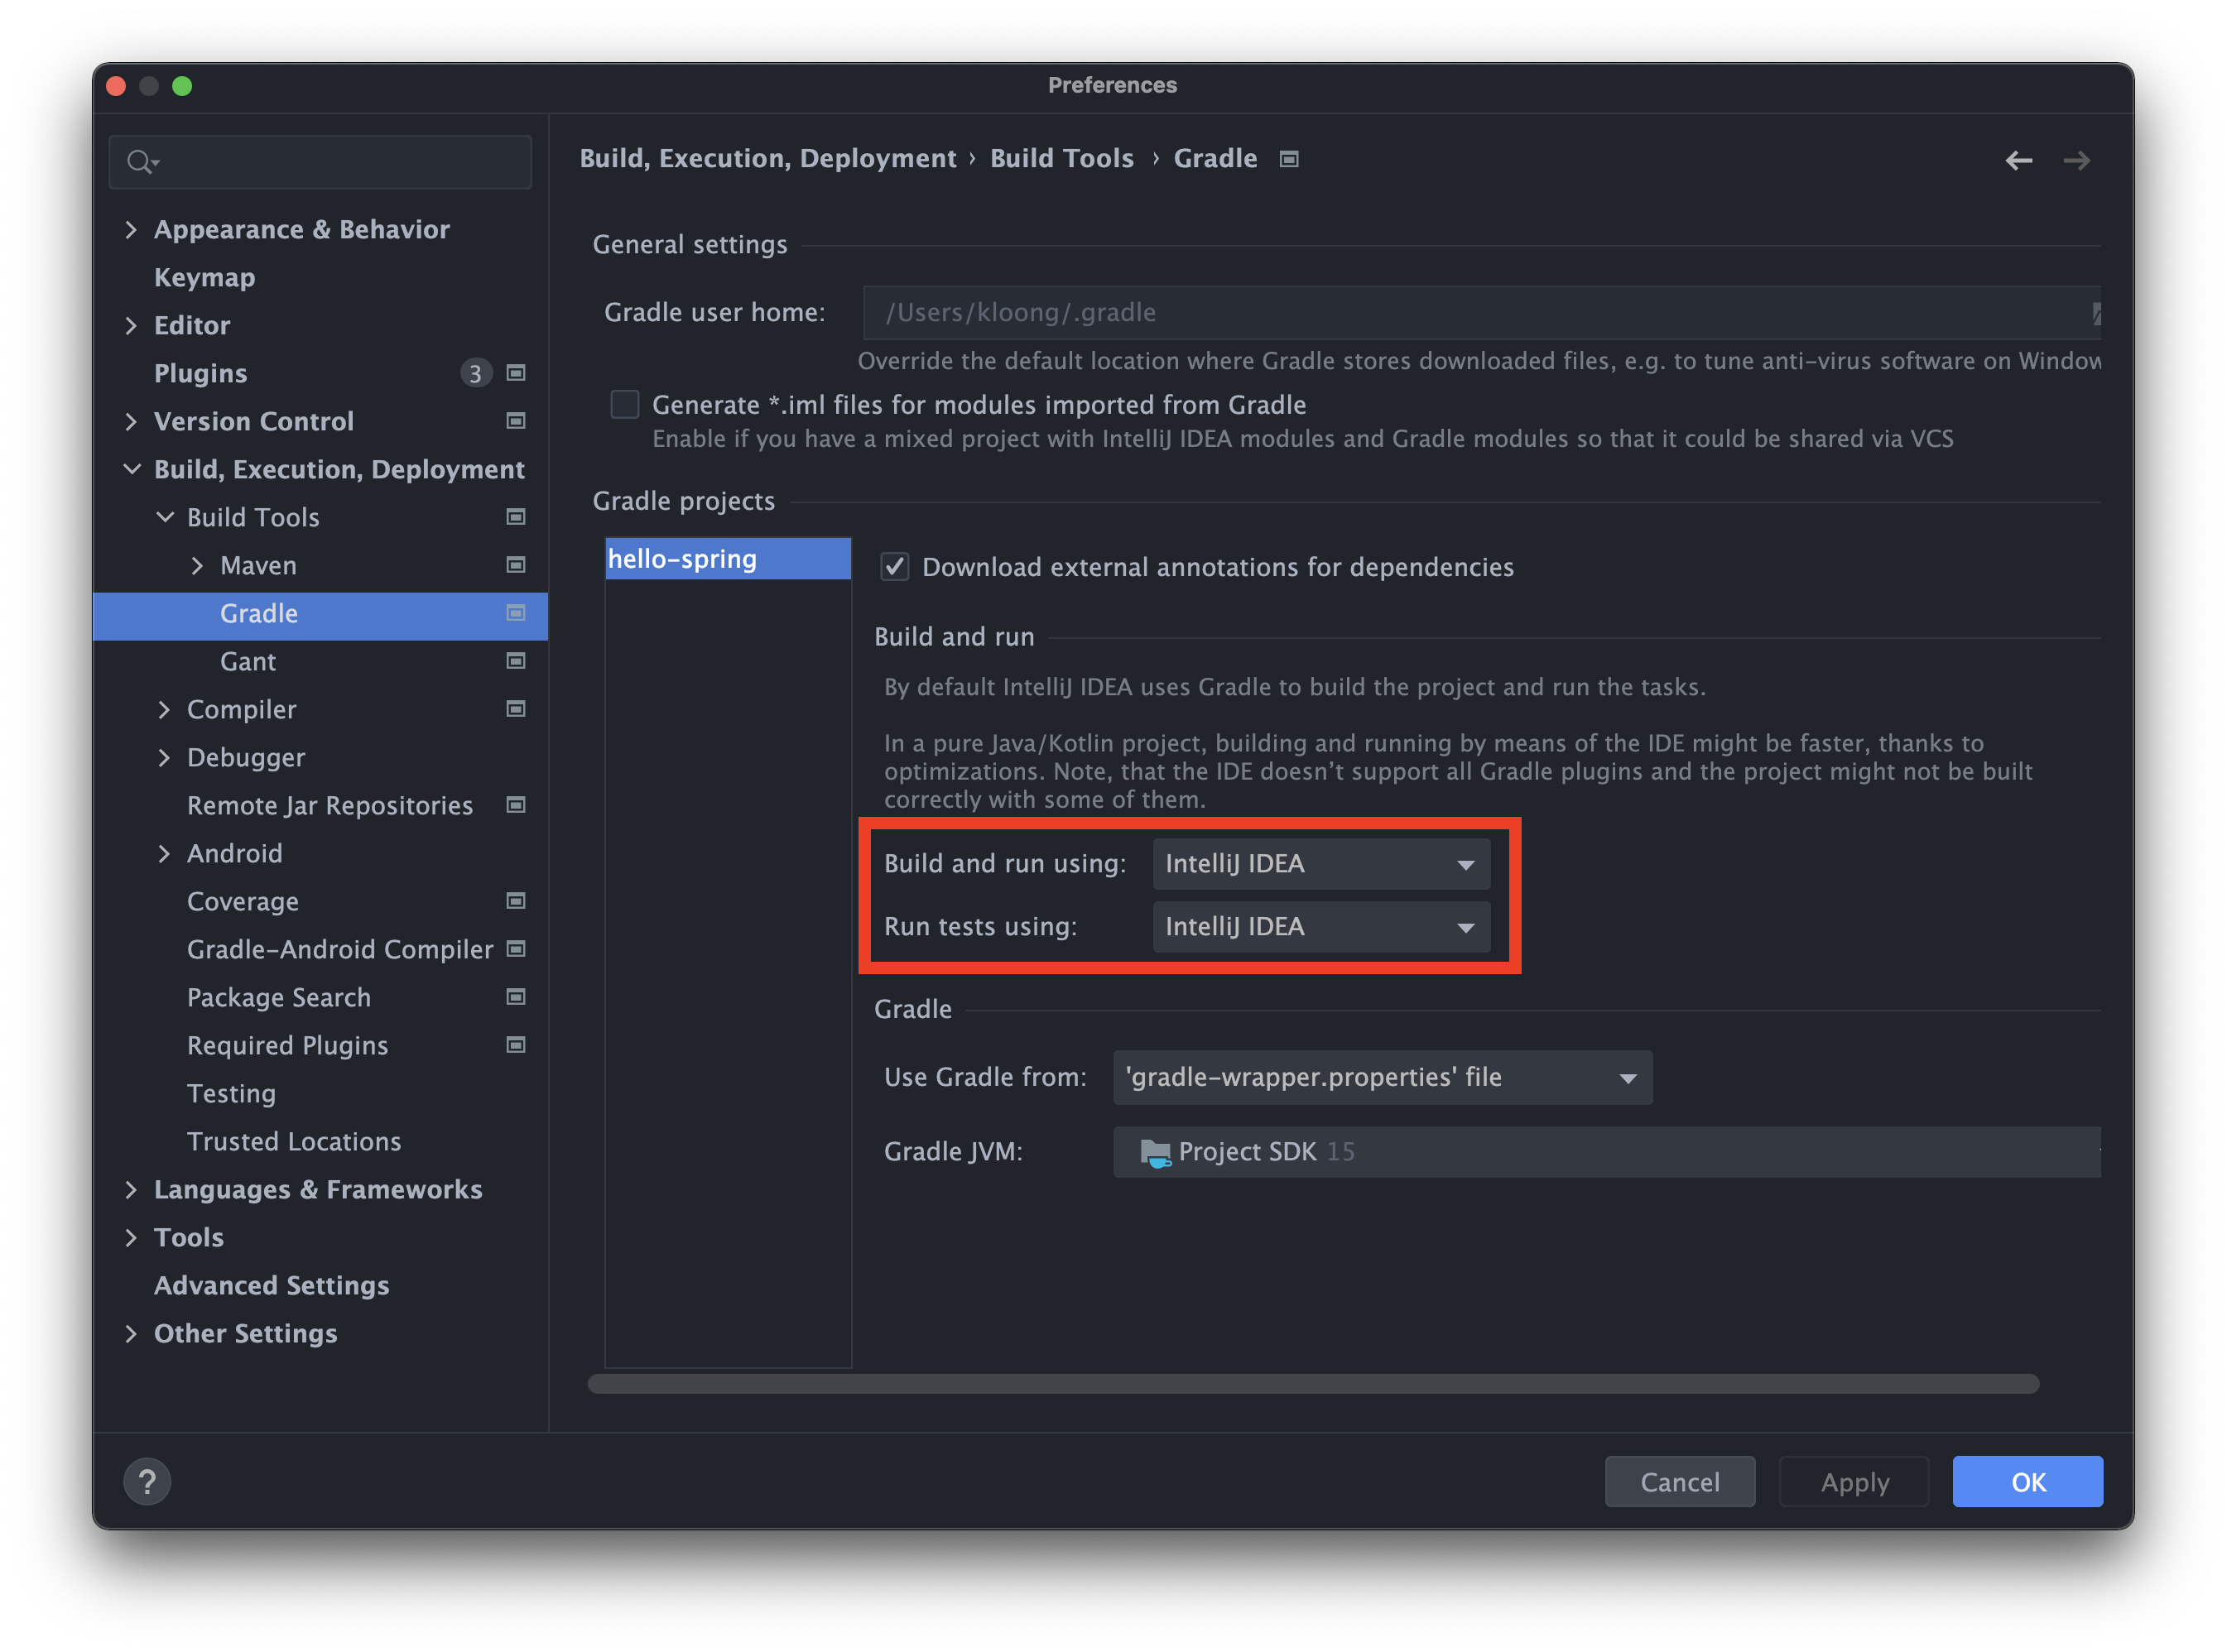 Preferences
Appearance & Behavior
Keymap
Editor
Plugins 3
Version Control
Build, Execution, Deployment
Build Tools
Maven
Gradle
Gant
Compiler
Debugger
Remote Jar Repositories
Android
Coverage
Gradle-Android Compiler
Package Search
Required Plugins
Testing
Trusted Locations
Languages & Frameworks
Tools
Advanced Settings
Other Settings
Build, Execution, Deployment › Build Tools › Gradle
General settings
Gradle user home: /Users/kloong/.gradle
Override the default location where Gradle stores downloaded files, e.g. to tune anti-virus software on Window
Generate *.iml files for modules imported from Gradle
Enable if you have a mixed project with IntelliJ IDEA modules and Gradle modules so that it could be shared via VCS
Gradle projects
hello-spring
Download external annotations for dependencies
Build and run
By default IntelliJ IDEA uses Gradle to build the project and run the tasks.
In a pure Java/Kotlin project, building and running by means of the IDE might be faster, thanks to
optimizations. Note, that the IDE doesn't support all Gradle plugins and the project might not be built
correctly with some of them.
Build and run using: IntelliJ IDEA
Run tests using: IntelliJ IDEA
Gradle
Use Gradle from: 'gradle-wrapper.properties' file
Gradle JVM: Project SDK 15
? Cancel Apply OK